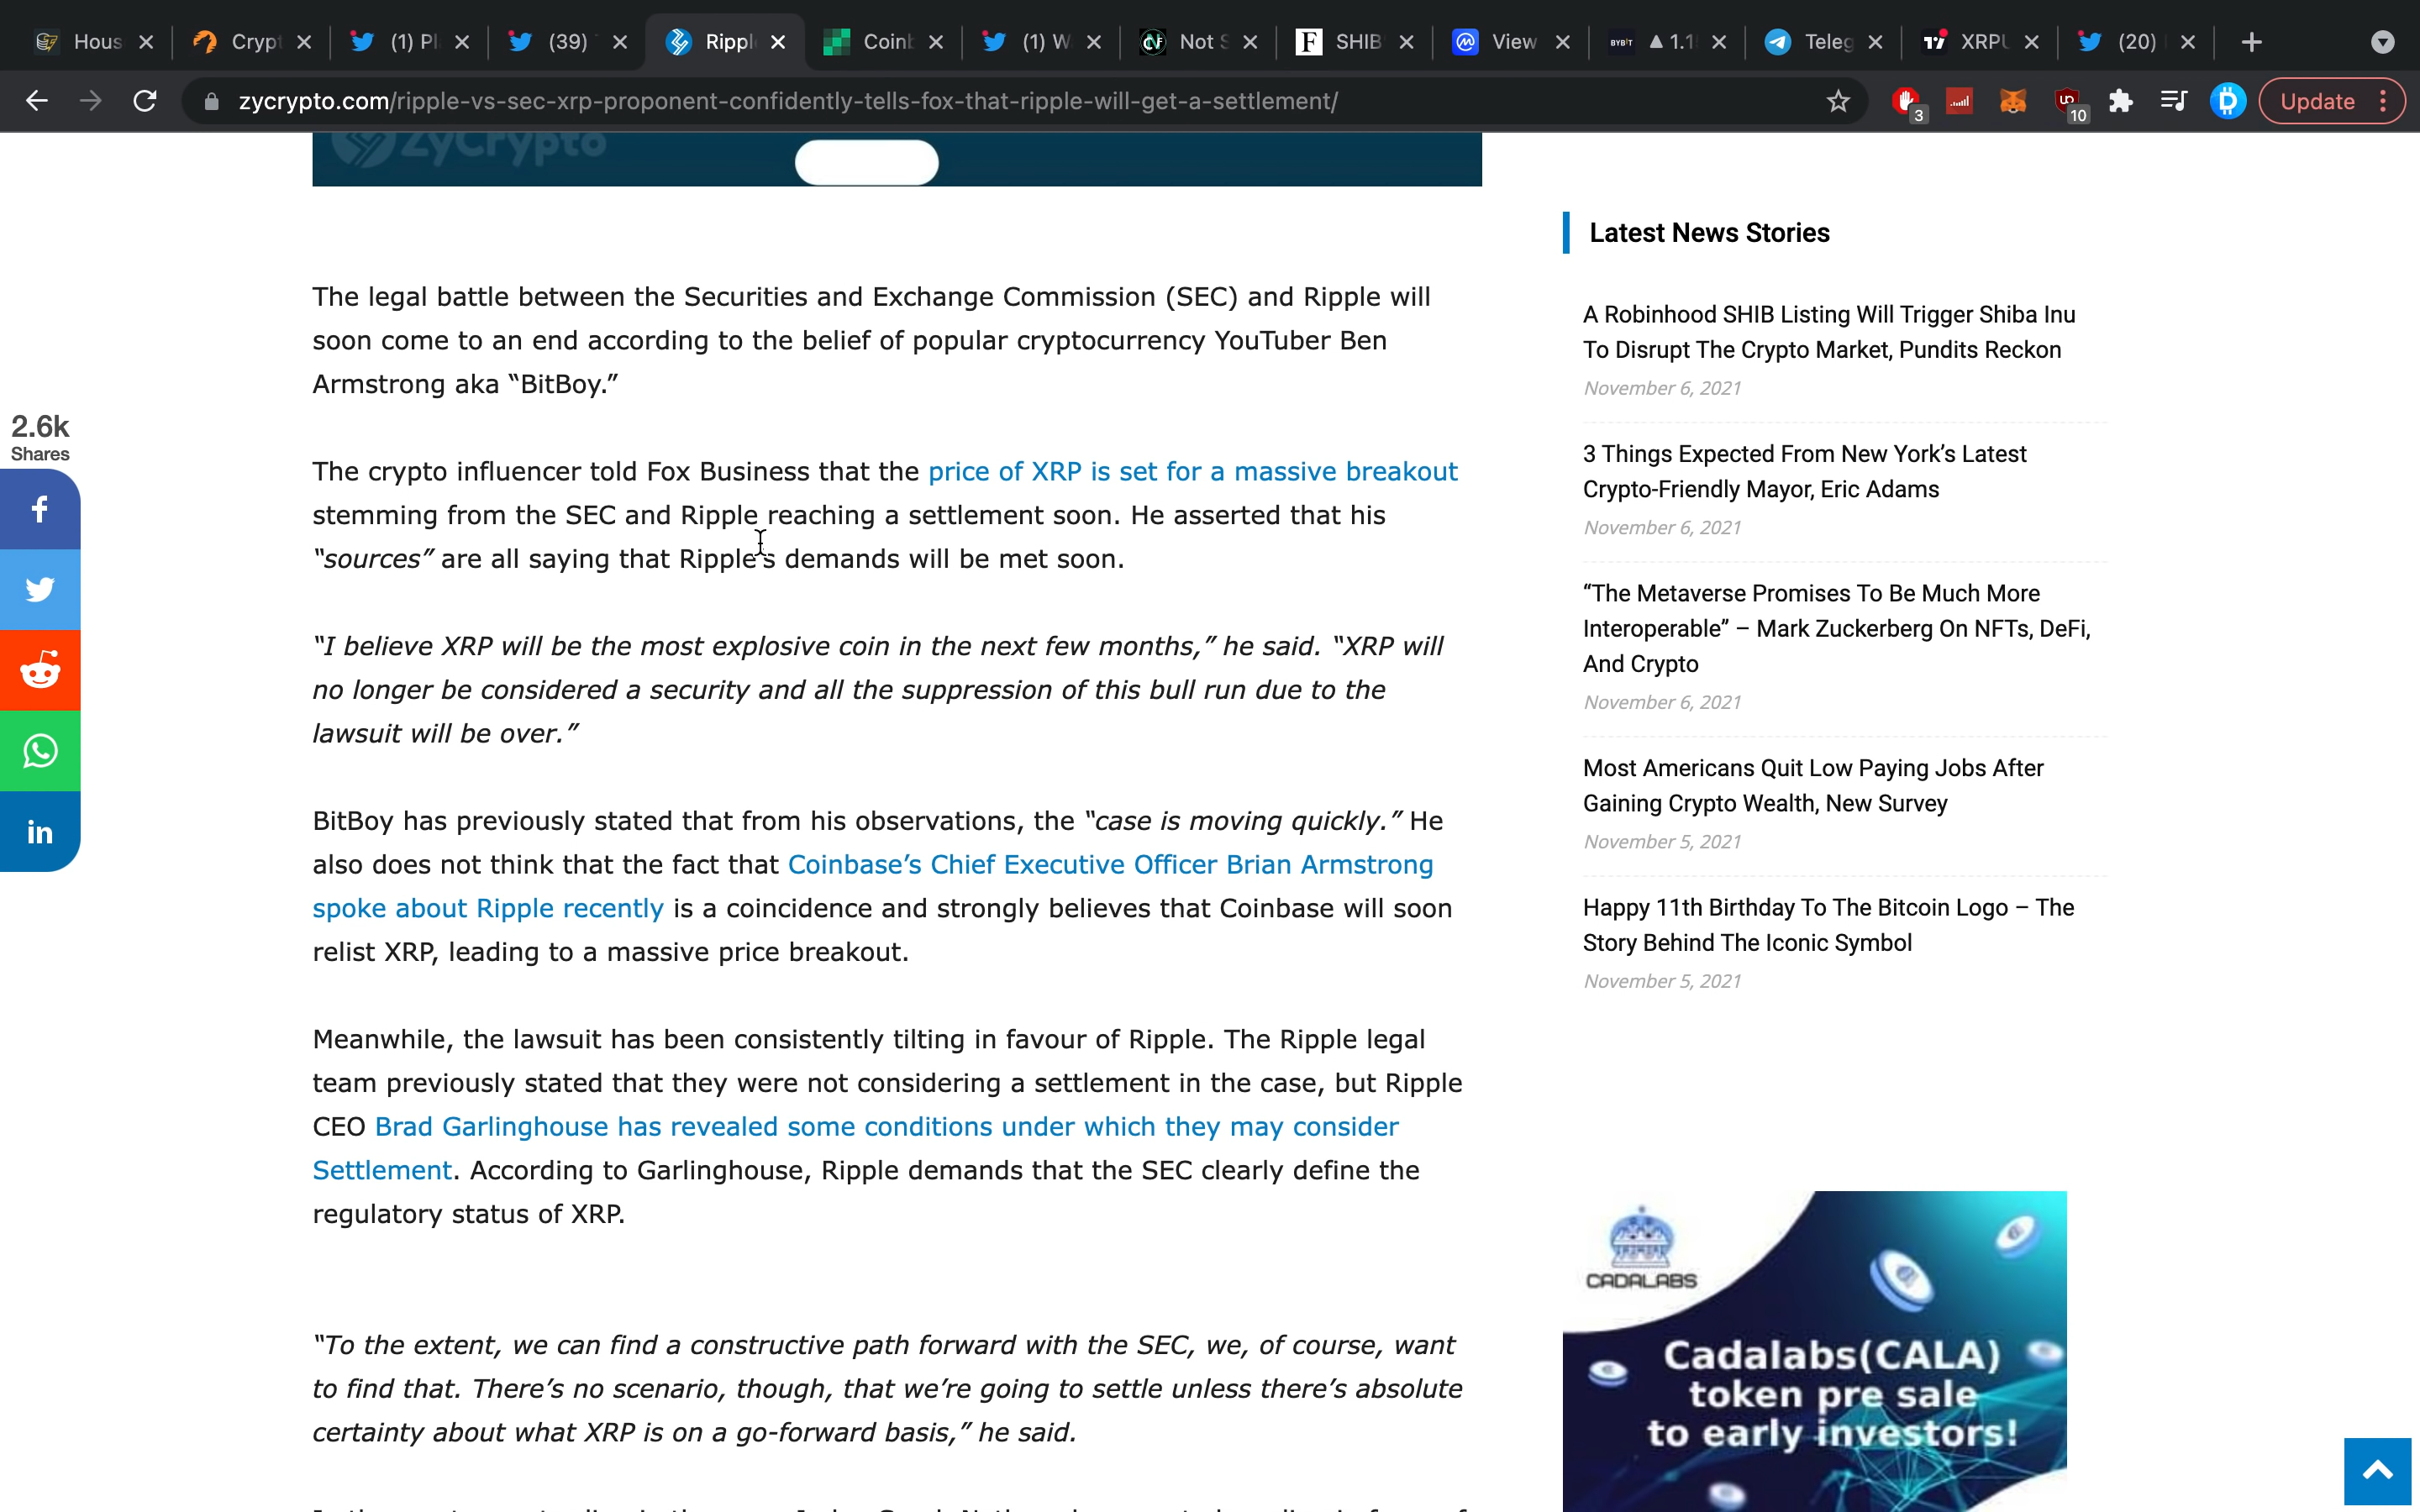 Hous
Crypt
(1) Pl
(39)
Ripple
Coinb
(1) W
Not S
SHIB
View
BYBIT ▲ 1.1
Teleg
XRPU
(20)
zycrypto.com/ripple-vs-sec-xrp-proponent-confidently-tells-fox-that-ripple-will-get-a-settlement/
3
10
Update
ZyCrypto
The legal battle between the Securities and Exchange Commission (SEC) and Ripple will
soon come to an end according to the belief of popular cryptocurrency YouTuber Ben
Armstrong aka “BitBoy.”
The crypto influencer told Fox Business that the price of XRP is set for a massive breakout
stemming from the SEC and Ripple reaching a settlement soon. He asserted that his
“sources” are all saying that Ripple’s demands will be met soon.
“I believe XRP will be the most explosive coin in the next few months,” he said. “XRP will
no longer be considered a security and all the suppression of this bull run due to the
lawsuit will be over.”
BitBoy has previously stated that from his observations, the “case is moving quickly.” He
also does not think that the fact that Coinbase’s Chief Executive Officer Brian Armstrong
spoke about Ripple recently is a coincidence and strongly believes that Coinbase will soon
relist XRP, leading to a massive price breakout.
Meanwhile, the lawsuit has been consistently tilting in favour of Ripple. The Ripple legal
team previously stated that they were not considering a settlement in the case, but Ripple
CEO Brad Garlinghouse has revealed some conditions under which they may consider
Settlement. According to Garlinghouse, Ripple demands that the SEC clearly define the
regulatory status of XRP.
“To the extent, we can find a constructive path forward with the SEC, we, of course, want
to find that. There’s no scenario, though, that we’re going to settle unless there’s absolute
certainty about what XRP is on a go-forward basis,” he said.
2.6k
Shares
Latest News Stories
A Robinhood SHIB Listing Will Trigger Shiba Inu
To Disrupt The Crypto Market, Pundits Reckon
November 6, 2021
3 Things Expected From New York’s Latest
Crypto-Friendly Mayor, Eric Adams
November 6, 2021
“The Metaverse Promises To Be Much More
Interoperable” – Mark Zuckerberg On NFTs, DeFi,
And Crypto
November 6, 2021
Most Americans Quit Low Paying Jobs After
Gaining Crypto Wealth, New Survey
November 5, 2021
Happy 11th Birthday To The Bitcoin Logo – The
Story Behind The Iconic Symbol
November 5, 2021
CADALABS
Cadalabs(CALA)
token pre sale
to early investors!